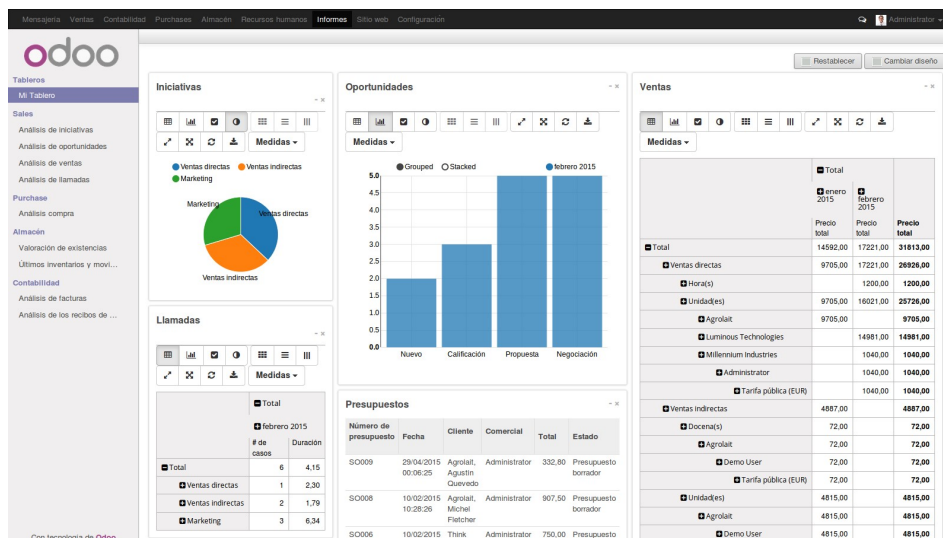 Mensajería Ventas Contabilidad Purchases Almacén Recursos humanos Informes Sitio web Configuración
Administrator
odoo
Tableros
Mi Tablero
Sales
Análisis de iniciativas
Análisis de oportunidades
Análisis de ventas
Análisis de llamadas
Purchase
Análisis compra
Almacén
Valoración de existencias
Últimos inventarios y movi...
Contabilidad
Análisis de facturas
Análisis de los recibos de ...
Con tecnología de Odoo
Restablecer Cambiar diseño
Iniciativas
Medidas
Ventas directas Ventas indirectas
Marketing
Marketing
Ventas directas
Ventas indirectas
Llamadas
Medidas
Total
febrero 2015
# de casos Duración
Total 6 4,15
Ventas directas 1 2,30
Ventas indirectas 2 1,79
Marketing 3 6,34
Oportunidades
Medidas
Grouped Stacked febrero 2015
5.0
4.5
4.0
3.5
3.0
2.5
2.0
1.5
1.0
0.5
0.0
Nuevo Calificación Propuesta Negociación
Presupuestos
Número de presupuesto Fecha Cliente Comercial Total Estado
SO009 29/04/2015 00:06:25 Agrolait, Agustin Quevedo Administrator 332,80 Presupuesto borrador
SO008 10/02/2015 10:28:26 Agrolait, Michel Fletcher Administrator 907,50 Presupuesto borrador
SO006 10/02/2015 Think Administrator 750,00 Presupuesto
Ventas
Medidas
Total
enero 2015 febrero 2015
Precio total Precio total Precio total
Total 14592,00 17221,00 31813,00
Ventas directas 9705,00 17221,00 26926,00
Hora(s) 1200,00 1200,00
Unidad(es) 9705,00 16021,00 25726,00
Agrolait 9705,00 9705,00
Luminous Technologies 14981,00 14981,00
Millennium Industries 1040,00 1040,00
Administrator 1040,00 1040,00
Tarifa pública (EUR) 1040,00 1040,00
Ventas indirectas 4887,00 4887,00
Docena(s) 72,00 72,00
Agrolait 72,00 72,00
Demo User 72,00 72,00
Tarifa pública (EUR) 72,00 72,00
Unidad(es) 4815,00 4815,00
Agrolait 4815,00 4815,00
Demo User 4815,00 4815,00